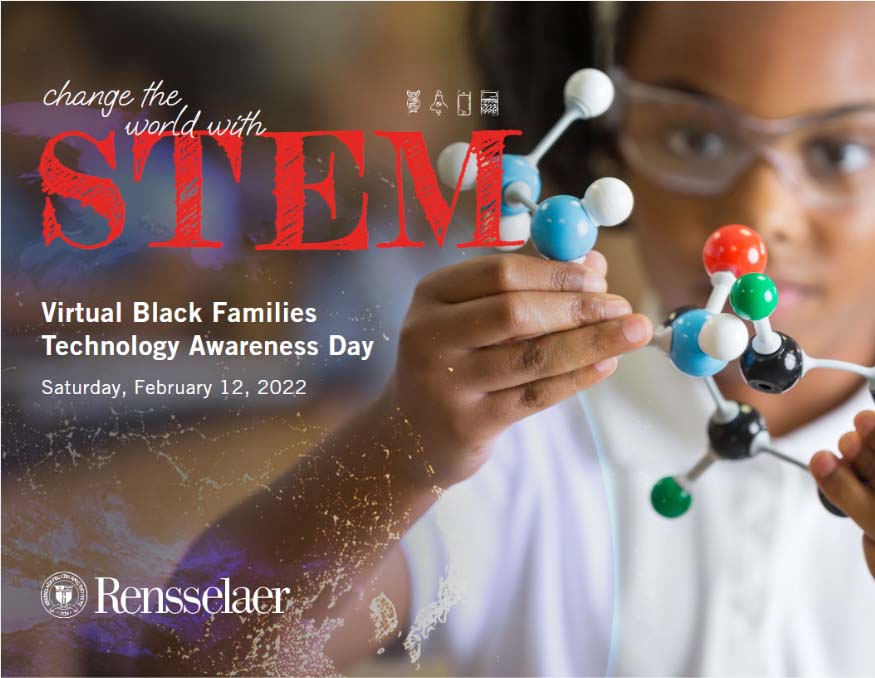 change the
world with
STEM
Virtual Black Families
Technology Awareness Day
Saturday, February 12, 2022
Rensselaer